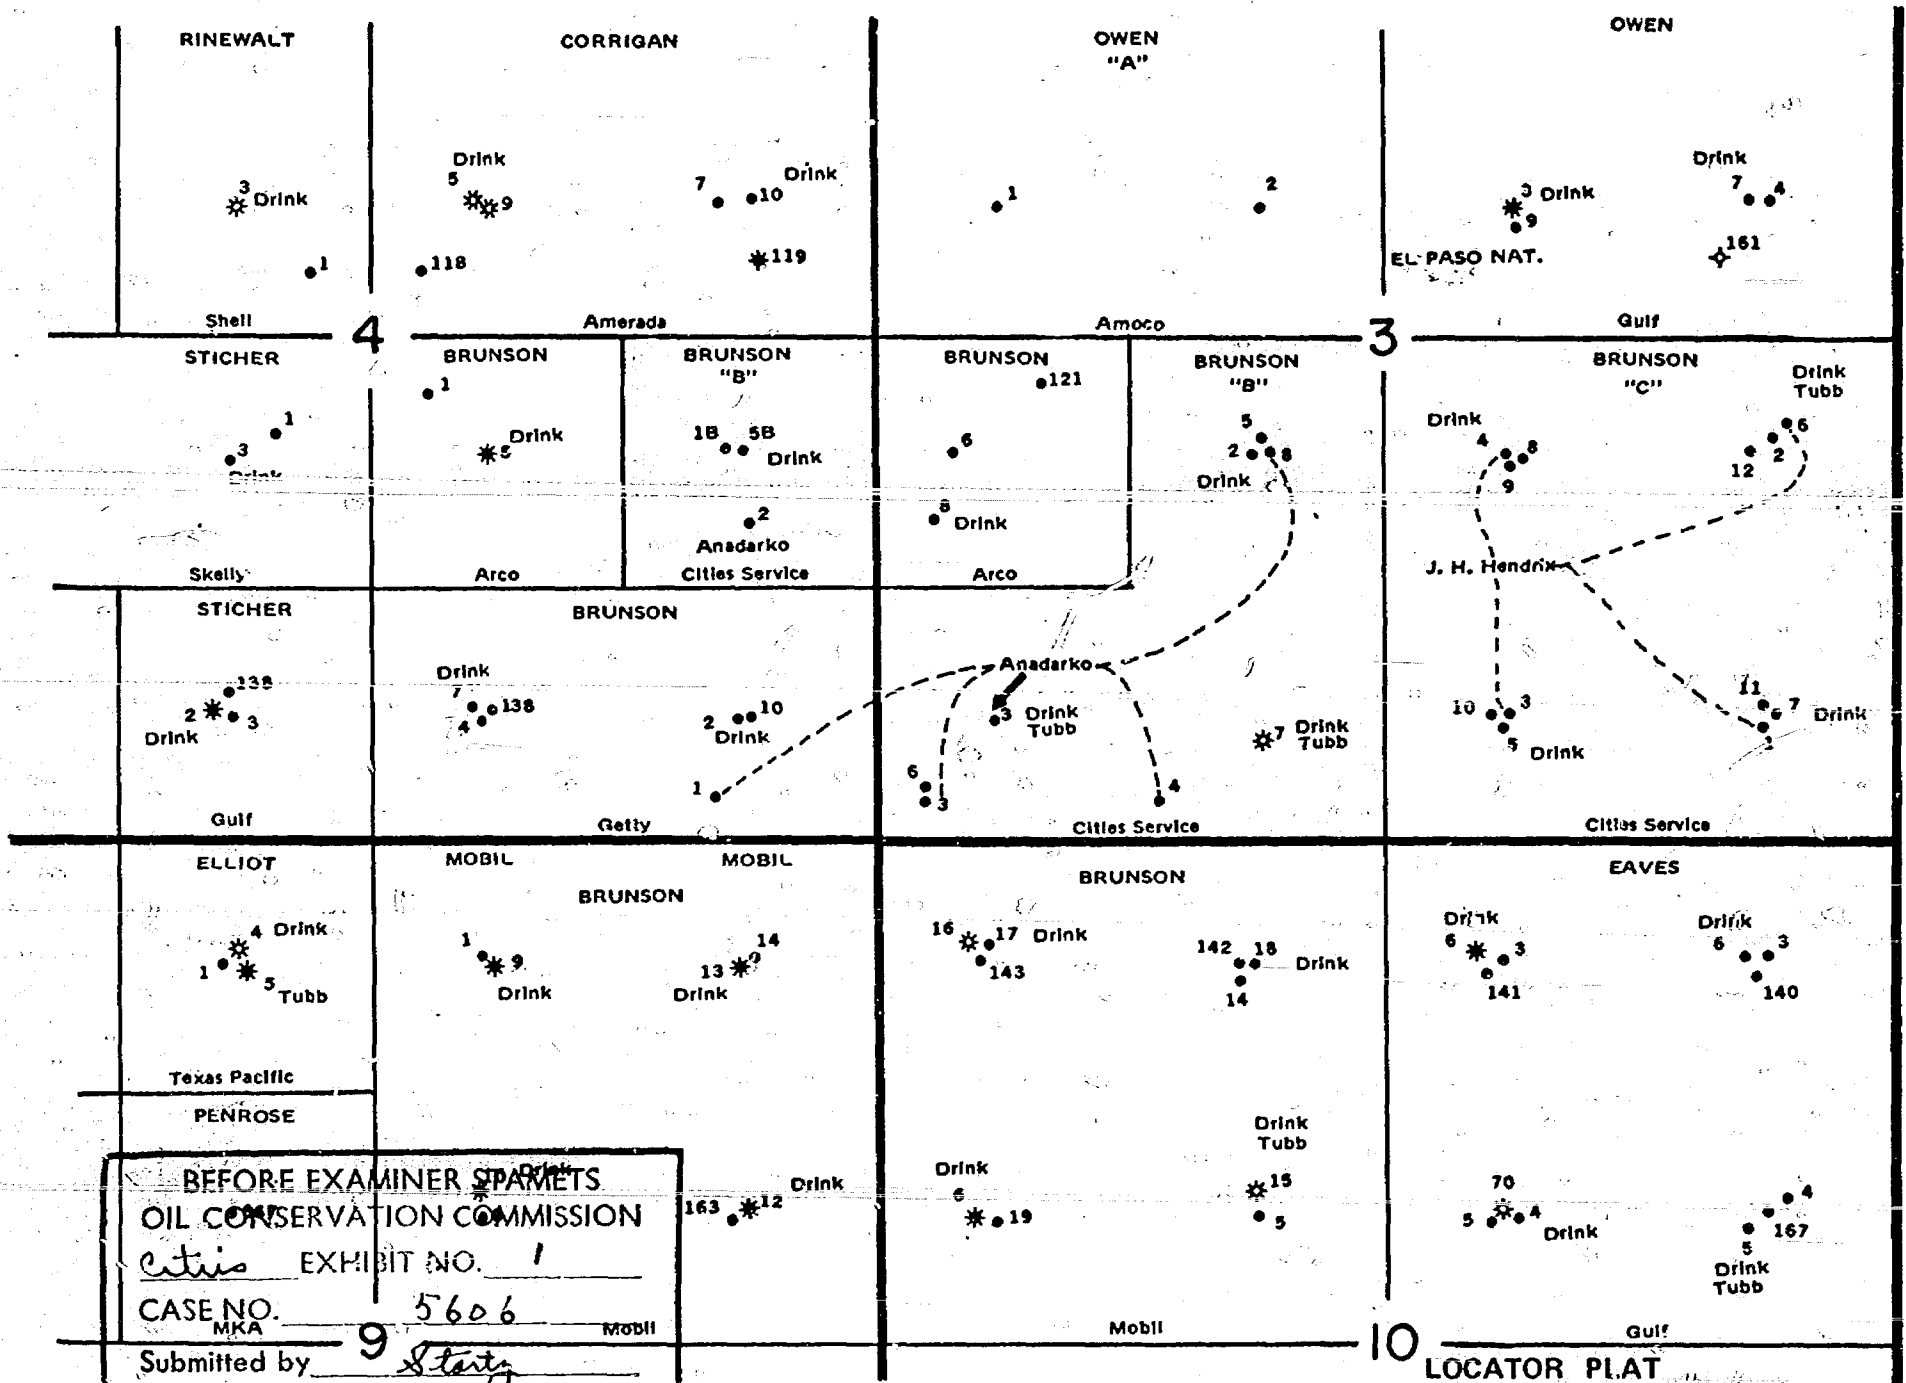 RINEWALT
CORRIGAN
OWEN
"A"
OWEN
3 Drink
1
Shell
Drink
5
9
118
7
10
Drink
119
Amerada
1
2
Amoco
3 Drink
9
EL PASO NAT.
Drink
7 4
161
Gulf
4
3
STICHER
1
3
Drink
Skelly
BRUNSON
1
Drink
5
Arco
BRUNSON
"B"
1B 5B
Drink
2
Anadarko
Cities Service
BRUNSON
121
6
8
Drink
Arco
BRUNSON
"B"
5
2 8
Drink
BRUNSON
"C"
Drink
Tubb
Drink
4
8
9
6
2
12
J. H. Hendrix
STICHER
138
2
3
Drink
Gulf
BRUNSON
Drink
7
138
4
2 10
Drink
1
Getty
Anadarko
3 Drink
Tubb
7 Drink
Tubb
6
3
4
Cities Service
10 3
5 Drink
11
7 Drink
1
Cities Service
ELLIOT
4 Drink
1
5
Tubb
Texas Pacific
MOBIL
MOBIL
BRUNSON
1
9
Drink
14
13
Drink
BRUNSON
16 17 Drink
143
142 18
Drink
14
EAVES
Drink
6 3
141
Drink
6 3
140
PENROSE
Drink
163 12
Drink
Drink
6
19
Drink
Tubb
15
5
70
5 4
Drink
4
167
5
Drink
Tubb
BEFORE EXAMINER STAMETS
OIL CONSERVATION COMMISSION
Cities EXHIBIT NO. 1
CASE NO. 5606
MKA
Mobil
Mobil
Gulf
9
10
Submitted by
LOCATOR PLAT